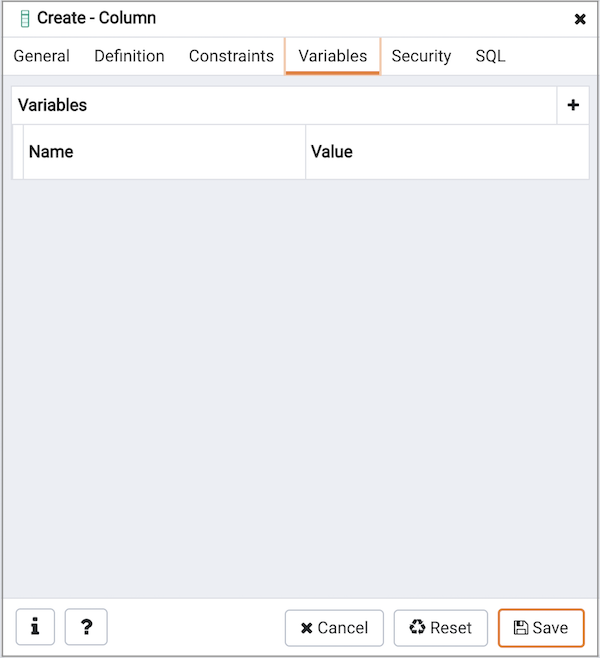 Create - Column
General Definition Constraints Variables Security SQL
Variables
Name Value
Cancel Reset Save